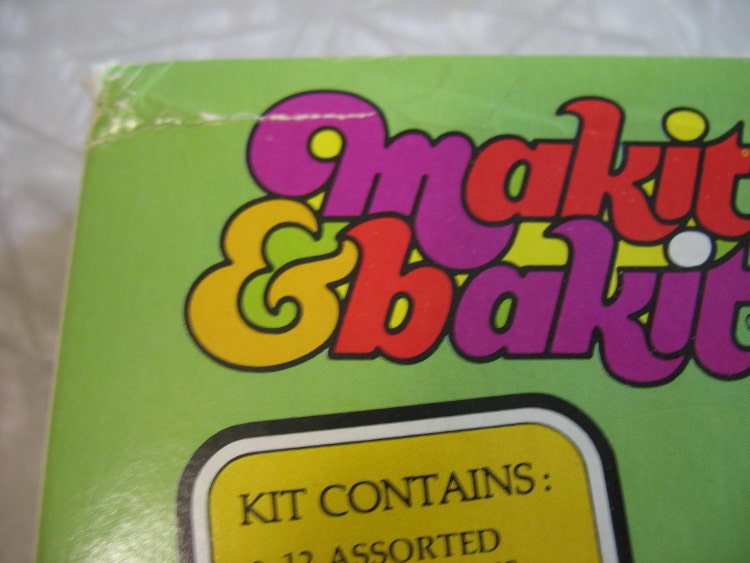 makit
& bakit
KIT CONTAINS:
12 ASSORTED